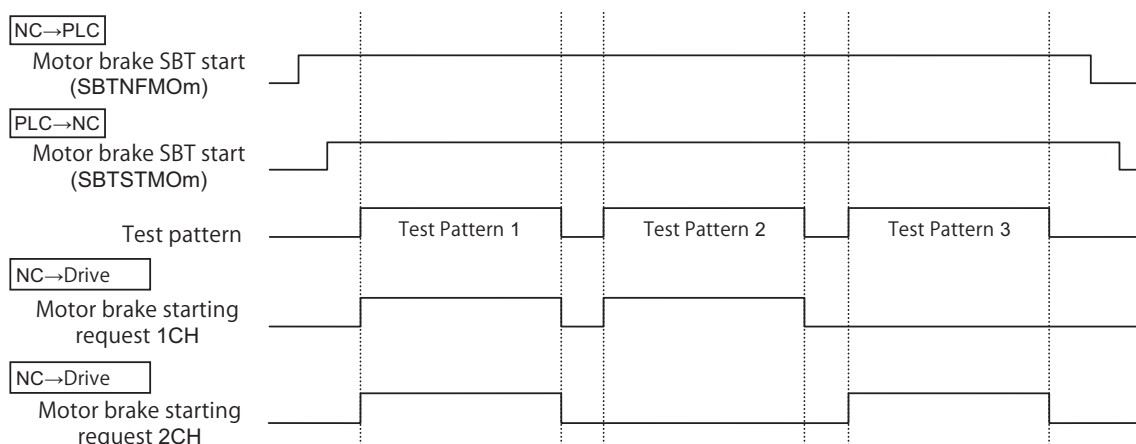 NC→PLC
Motor brake SBT start
(SBTNFMOm)
PLC→NC
Motor brake SBT start
(SBTSTMOm)
Test pattern
Test Pattern 1
Test Pattern 2
Test Pattern 3
NC→Drive
Motor brake starting
request 1CH
NC→Drive
Motor brake starting
request 2CH